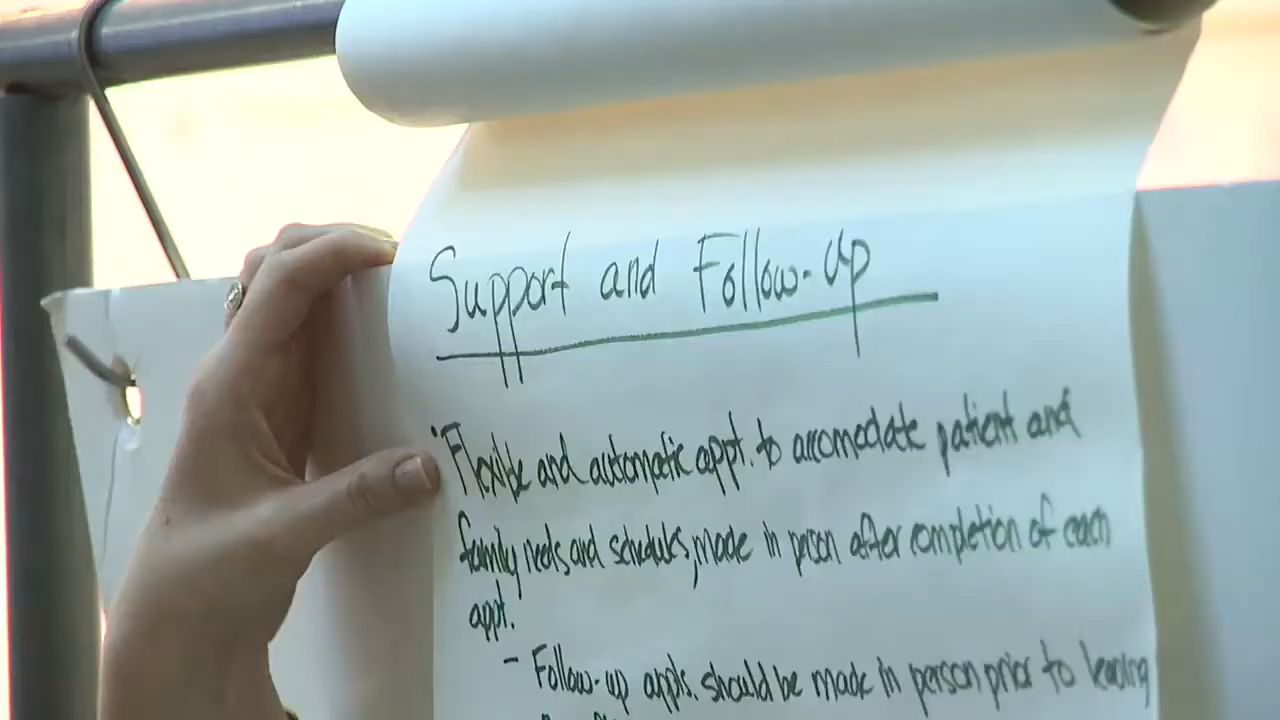 Support and Follow-up
•Flexible and automatic appt. to accomodate patient and
family needs and schedules, made in person after completion of each
appt.
- Follow-up appts. should be made in person prior to leaving